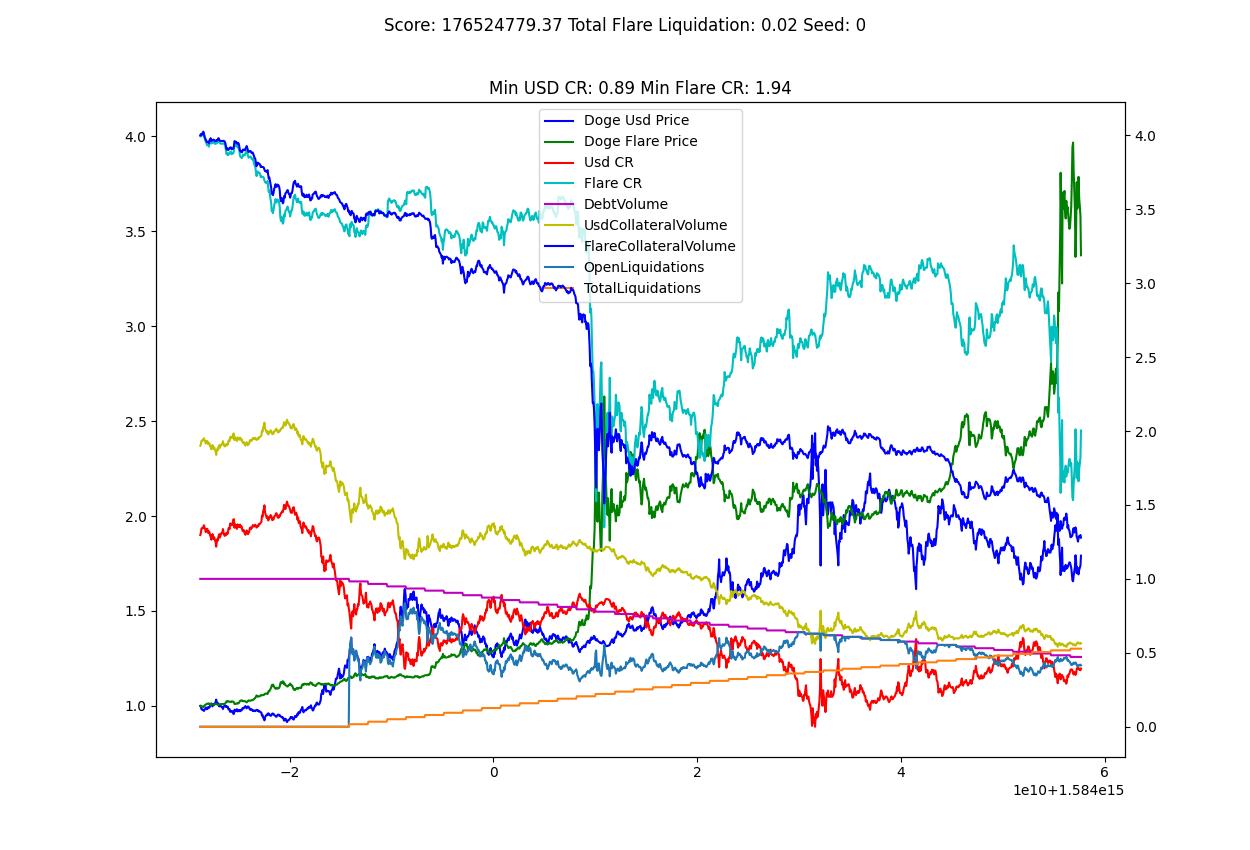 Score: 176524779.37 Total Flare Liquidation: 0.02 Seed: 0
Min USD CR: 0.89 Min Flare CR: 1.94
Doge Usd Price
Doge Flare Price
Usd CR
Flare CR
DebtVolume
UsdCollateralVolume
FlareCollateralVolume
OpenLiquidations
TotalLiquidations
4.0
3.5
3.0
2.5
2.0
1.5
1.0
4.0
3.5
3.0
2.5
2.0
1.5
1.0
0.5
0.0
−2
0
2
4
6
1e10+1.584e15